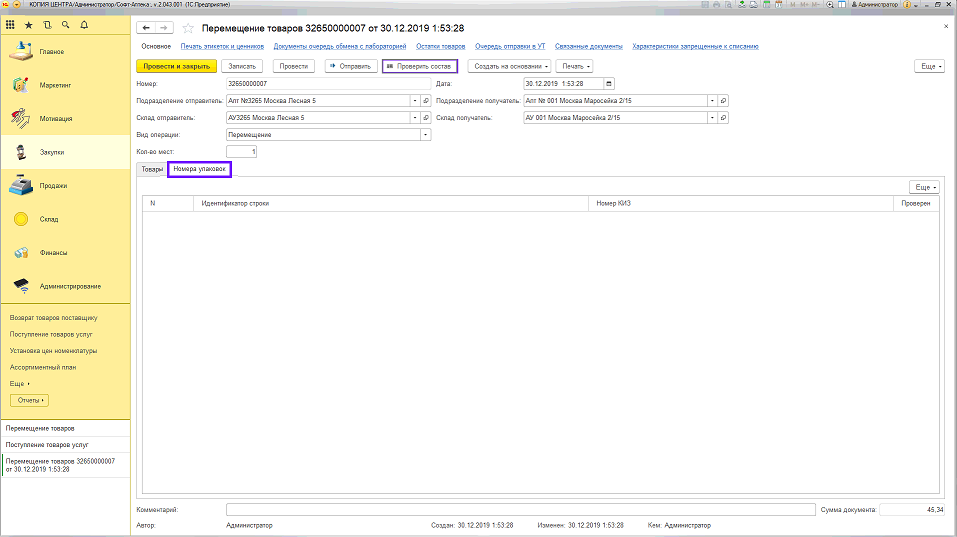 КОПИЯ ЦЕНТРА/Администратор/Софт-Аптека:, v.2.043.001 (1С:Предприятие)
M M+ M-
Администратор
Главное
Маркетинг
Мотивация
Закупки
Продажи
Склад
Финансы
Администрирование
Возврат товаров поставщику
Поступление товаров услуг
Установка цен номенклатуры
Ассортиментный план
Еще
Отчеты
Перемещение товаров
Поступление товаров услуг
Перемещение товаров 32650000007
от 30.12.2019 1:53:28
Перемещение товаров 32650000007 от 30.12.2019 1:53:28
Основное Печать этикеток и ценников Документы очередь обмена с лабораторией Остатки товаров Очередь отправки в УТ Связанные документы Характеристики запрещенные к списанию
Провести и закрыть Записать Провести Отправить Проверить состав Создать на основании Печать Еще
Номер: 32650000007 Дата: 30.12.2019 1:53:28
Подразделение отправитель: Апт №3265 Москва Лесная 5 Подразделение получатель: Апт № 001 Москва Маросейка 2/15
Склад отправитель: АУ3265 Москва Лесная 5 Склад получатель: АУ 001 Москва Маросейка 2/15
Вид операции: Перемещение
Кол-во мест: 1
Товары Номера упаковок
Еще
N Идентификатор строки Номер КИЗ Проверен
Комментарий: Сумма документа: 45,34
Автор: Администратор Создан: 30.12.2019 1:53:28 Изменен: 30.12.2019 1:53:28 Кем: Администратор